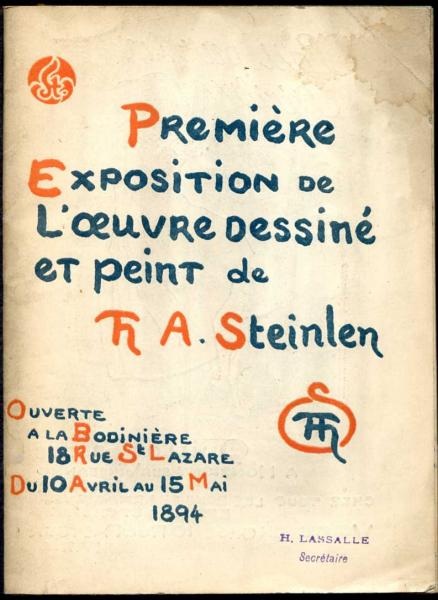 St
Première
Exposition de
L'œuvre dessiné
et peint de
Th A. Steinlen
Ouverte
a la Bodinière
18 Rue St Lazare
Du 10 Avril au 15 Mai
1894
H. LASSALLE
Secrétaire